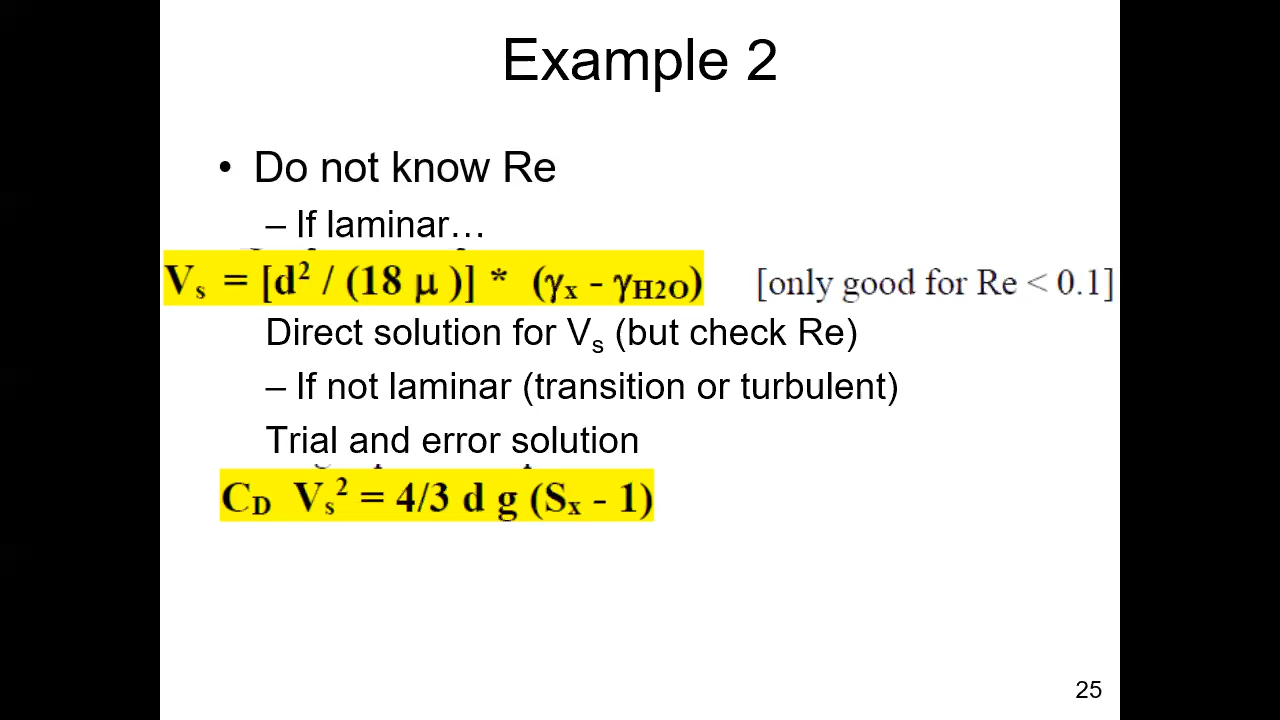 Example 2
• Do not know Re
– If laminar…
Vₛ = [d² / (18 μ )] * (γₓ - γH2O) [only good for Re < 0.1]
Direct solution for Vₛ (but check Re)
– If not laminar (transition or turbulent)
Trial and error solution
C_D Vₛ² = 4/3 d g (Sₓ - 1)
25